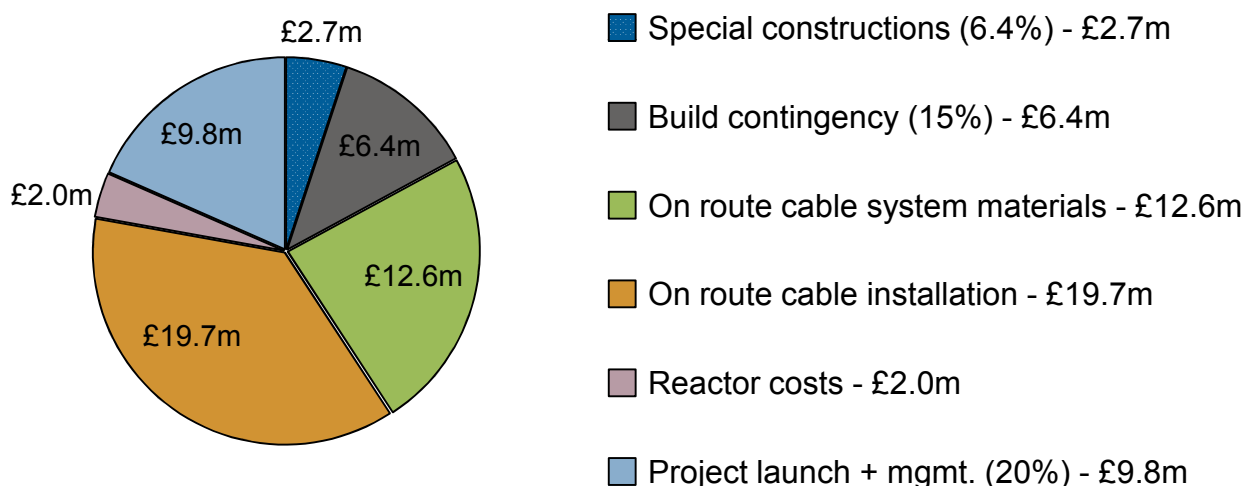 £2.7m
£6.4m
£12.6m
£19.7m
£2.0m
£9.8m
Special constructions (6.4%) - £2.7m
Build contingency (15%) - £6.4m
On route cable system materials - £12.6m
On route cable installation - £19.7m
Reactor costs - £2.0m
Project launch + mgmt. (20%) - £9.8m